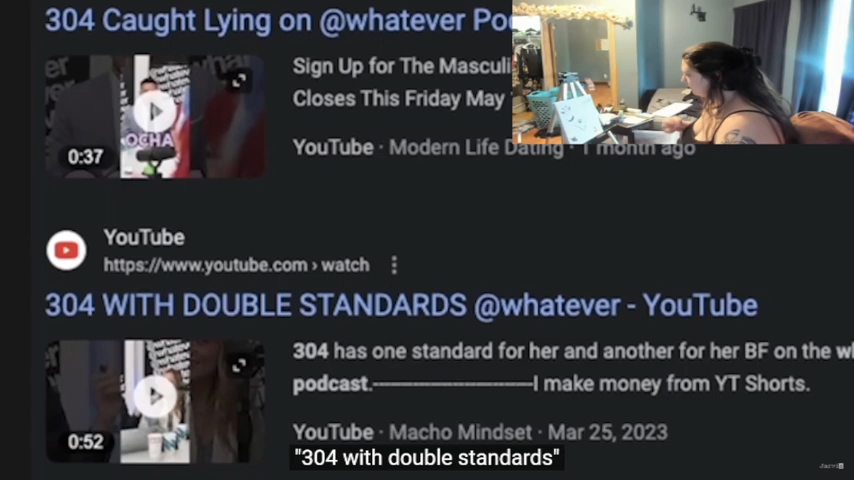 304 Caught Lying on @whatever Po
Sign Up for The Masculi
Closes This Friday May
OCHA
0:37
YouTube · Modern Life Dating · 1 month ago
YouTube
https://www.youtube.com › watch
304 WITH DOUBLE STANDARDS @whatever - YouTube
304 has one standard for her and another for her BF on the wh
podcast.-----------------------I make money from YT Shorts.
0:52
YouTube · Macho Mindset · Mar 25, 2023
"304 with double standards"